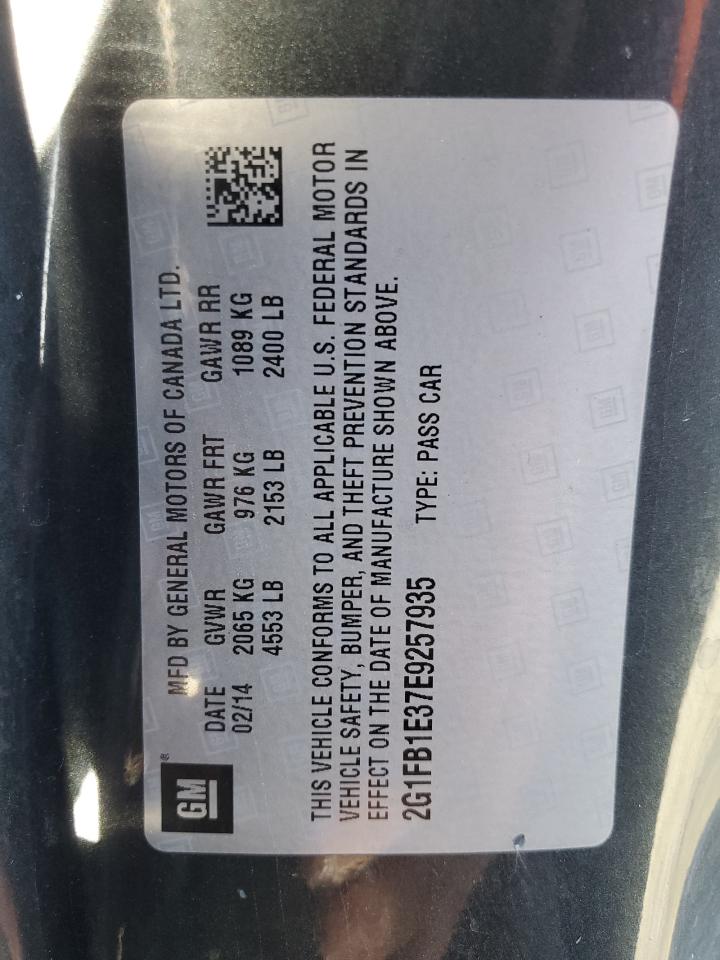 GM®
MFD BY GENERAL MOTORS OF CANADA LTD.
DATE GVWR GAWR FRT GAWR RR
02/14 2065 KG 976 KG 1089 KG
4553 LB 2153 LB 2400 LB
THIS VEHICLE CONFORMS TO ALL APPLICABLE U.S. FEDERAL MOTOR
VEHICLE SAFETY, BUMPER, AND THEFT PREVENTION STANDARDS IN
EFFECT ON THE DATE OF MANUFACTURE SHOWN ABOVE.
2G1FB1E37E9257935 TYPE: PASS CAR